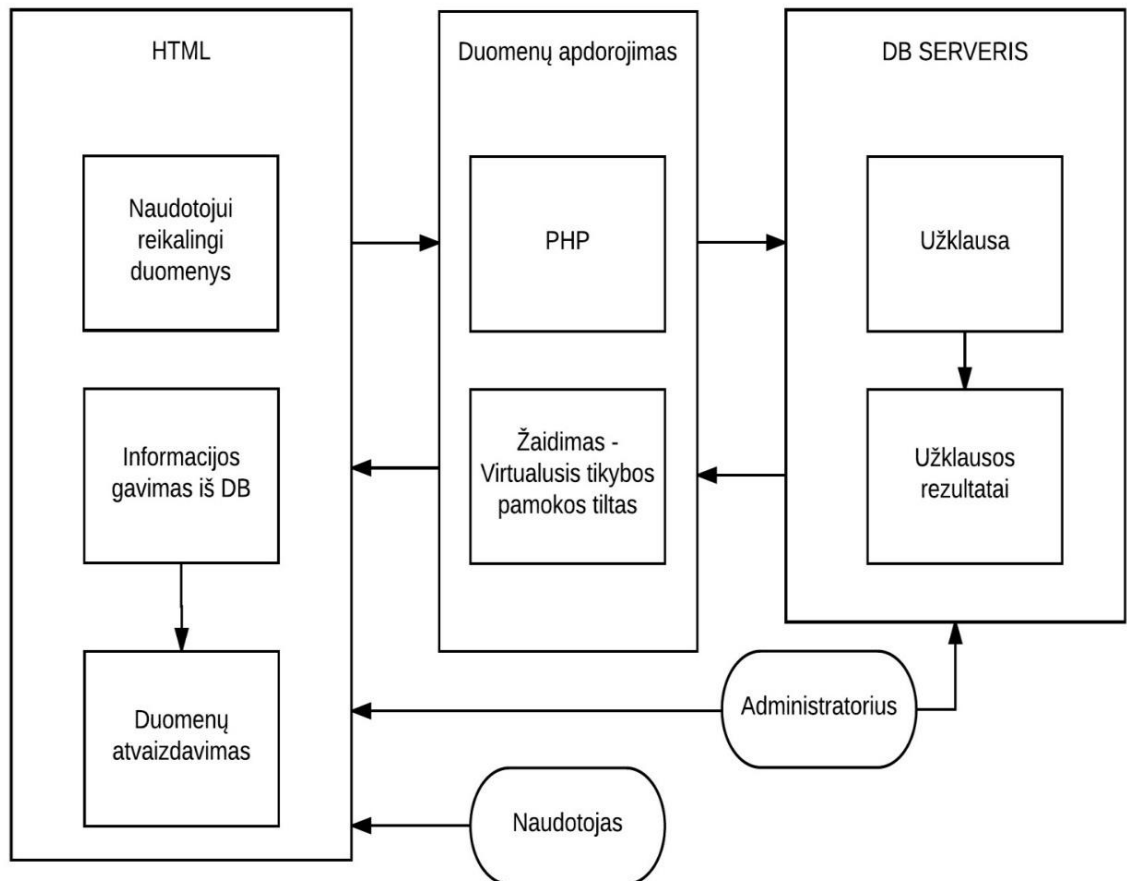 HTML
Naudotojui
reikalingi
duomenys
Informacijos
gavimas iš DB
Duomenų
atvaizdavimas
Duomenų apdorojimas
PHP
Žaidimas -
Virtualusis tikybos
pamokos tiltas
DB SERVERIS
Užklausa
Užklausos
rezultatai
Administratorius
Naudotojas